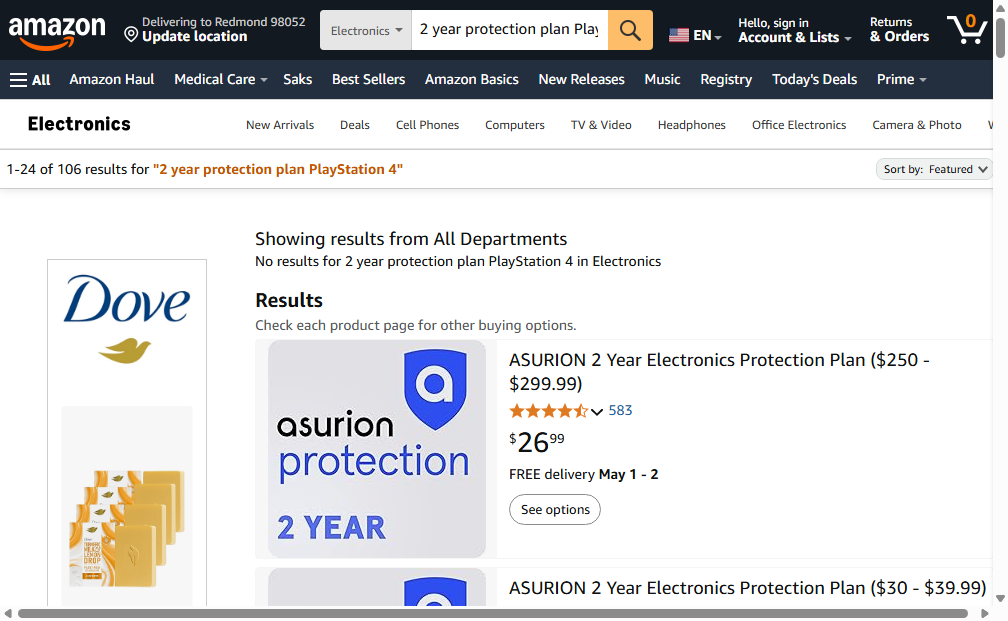 amazon
Delivering to Redmond 98052
Update location
Electronics
2 year protection plan Play
EN
Hello, sign in
Account & Lists
Returns
& Orders
0
All
Amazon Haul
Medical Care
Saks
Best Sellers
Amazon Basics
New Releases
Music
Registry
Today's Deals
Prime
Electronics
New Arrivals
Deals
Cell Phones
Computers
TV & Video
Headphones
Office Electronics
Camera & Photo
1-24 of 106 results for "2 year protection plan PlayStation 4"
Sort by: Featured
Showing results from All Departments
No results for 2 year protection plan PlayStation 4 in Electronics
Results
Check each product page for other buying options.
Dove
asurion
protection
2 YEAR
ASURION 2 Year Electronics Protection Plan ($250 -
$299.99)
583
$26.99
FREE delivery May 1 - 2
See options
ASURION 2 Year Electronics Protection Plan ($30 - $39.99)